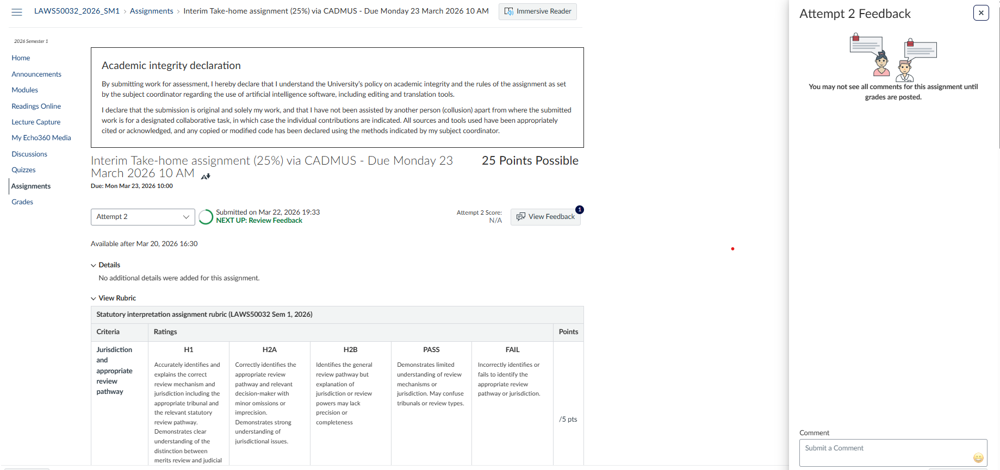 LAWS50032_2026_SM1 › Assignments › Interim Take-home assignment (25%) via CADMUS - Due Monday 23 March 2026 10 AM
Immersive Reader
2026 Semester 1
Home
Announcements
Modules
Readings Online
Lecture Capture
My Echo360 Media
Discussions
Quizzes
Assignments
Grades
Academic integrity declaration
By submitting work for assessment, I hereby declare that I understand the University's policy on academic integrity and the rules of the assignment as set
by the subject coordinator regarding the use of artificial intelligence software, including editing and translation tools.
I declare that the submission is original and solely my work, and that I have not been assisted by another person (collusion) apart from where the submitted
work is for a designated collaborative task, in which case the individual contributions are indicated. All sources and tools used have been appropriately
cited or acknowledged, and any copied or modified code has been declared using the methods indicated by my subject coordinator.
Interim Take-home assignment (25%) via CADMUS - Due Monday 23
March 2026 10 AM
25 Points Possible
Due: Mon Mar 23, 2026 10:00
Attempt 2
Submitted on Mar 22, 2026 19:33
NEXT UP: Review Feedback
Attempt 2 Score:
N/A
View Feedback
1
Available after Mar 20, 2026 16:30
Details
No additional details were added for this assignment.
View Rubric
Statutory interpretation assignment rubric (LAWS50032 Sem 1, 2026)
Criteria
Ratings
Points
Jurisdiction
and
appropriate
review
pathway
H1
Accurately identifies and
explains the correct
review mechanism and
jurisdiction including the
appropriate tribunal and
the relevant statutory
review pathway.
Demonstrates clear
understanding of the
distinction between
merits review and judicial
H2A
Correctly identifies the
appropriate review
pathway and relevant
decision-maker with
minor omissions or
imprecision.
Demonstrates strong
understanding of
jurisdictional issues.
H2B
Identifies the general
review pathway but
explanation of
jurisdiction or review
powers may lack
precision or
completeness
PASS
Demonstrates limited
understanding of review
mechanisms or
jurisdiction. May confuse
tribunals or review types.
FAIL
Incorrectly identifies or
fails to identify the
appropriate review
pathway or jurisdiction.
/5 pts
Attempt 2 Feedback
You may not see all comments for this assignment until
grades are posted.
Comment
Submit a Comment